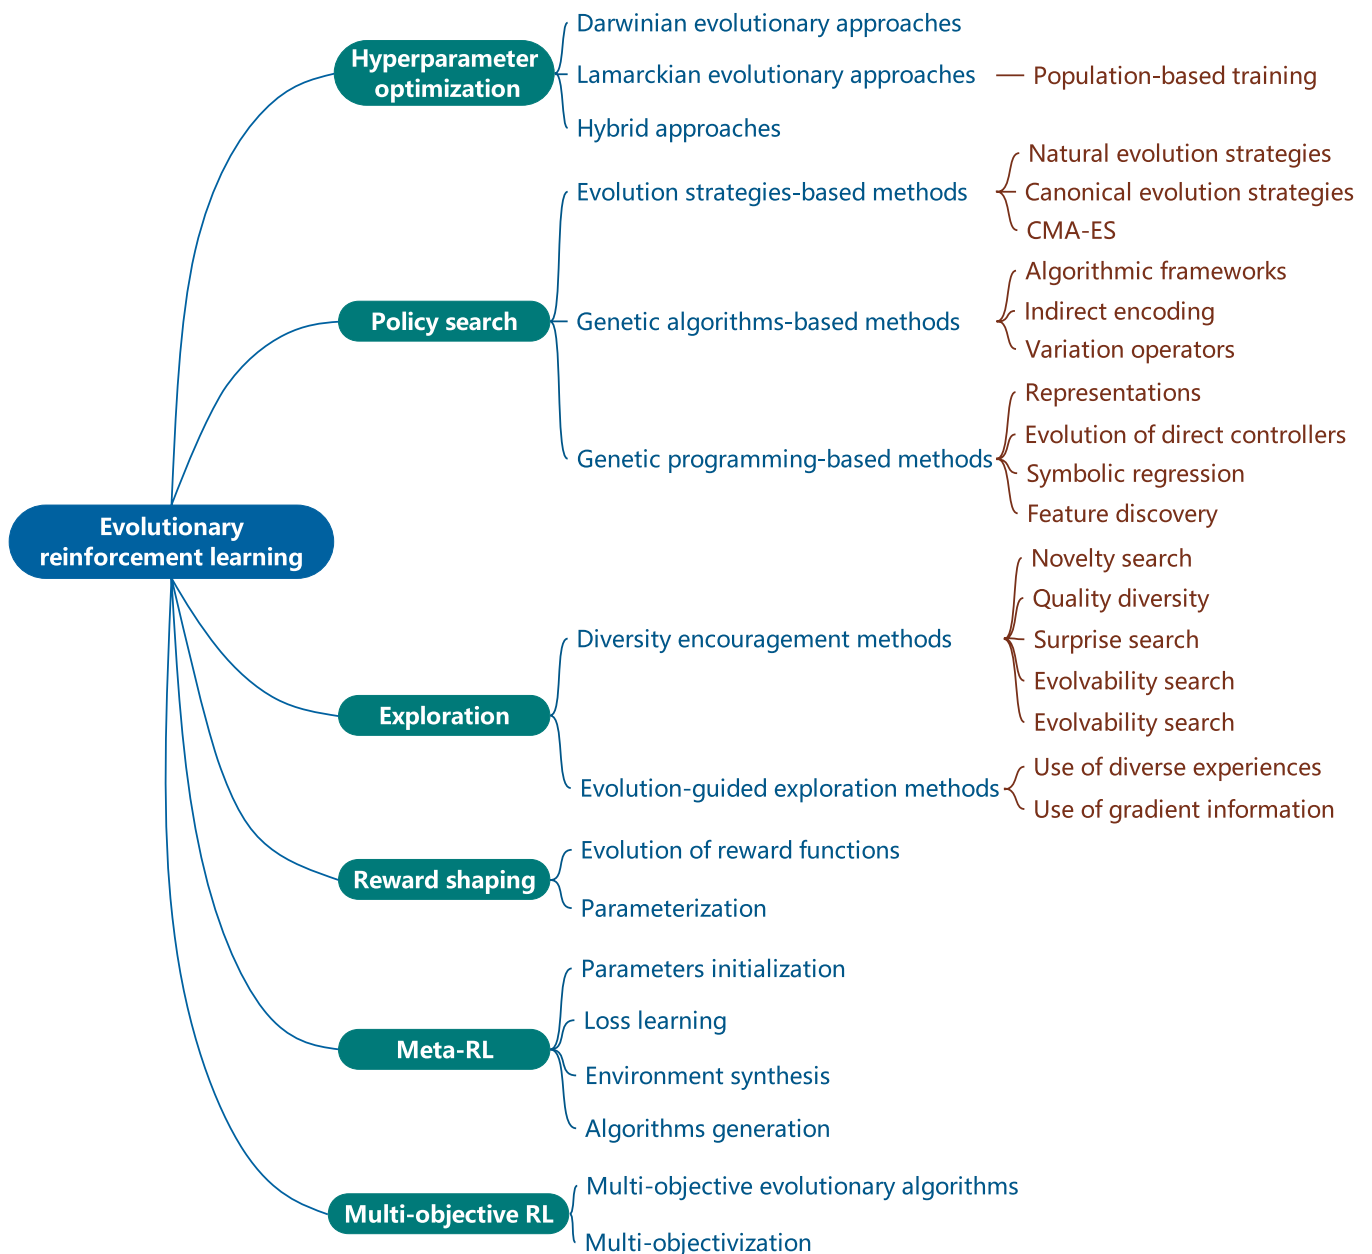 Evolutionary
reinforcement learning
Hyperparameter
optimization
Darwinian evolutionary approaches
Lamarckian evolutionary approaches
Population-based training
Hybrid approaches
Policy search
Evolution strategies-based methods
Natural evolution strategies
Canonical evolution strategies
CMA-ES
Genetic algorithms-based methods
Algorithmic frameworks
Indirect encoding
Variation operators
Genetic programming-based methods
Representations
Evolution of direct controllers
Symbolic regression
Feature discovery
Exploration
Diversity encouragement methods
Novelty search
Quality diversity
Surprise search
Evolvability search
Evolvability search
Evolution-guided exploration methods
Use of diverse experiences
Use of gradient information
Reward shaping
Evolution of reward functions
Parameterization
Meta-RL
Parameters initialization
Loss learning
Environment synthesis
Algorithms generation
Multi-objective RL
Multi-objective evolutionary algorithms
Multi-objectivization